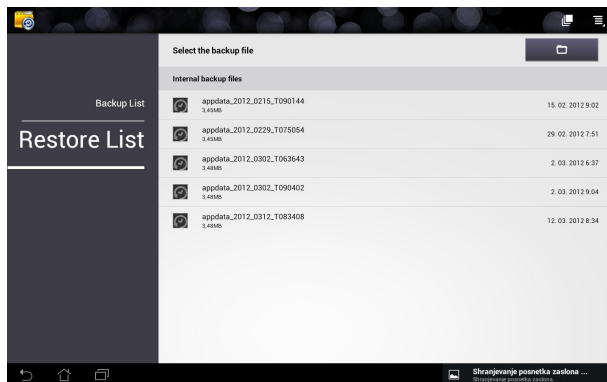 Select the backup file
Internal backup files
Backup List
Restore List
appdata_2012_0215_T090144
3,45MB
15. 02. 2012 9:02
appdata_2012_0229_T075054
3,45MB
29. 02. 2012 7:51
appdata_2012_0302_T063643
3,48MB
2. 03. 2012 6:37
appdata_2012_0302_T090402
3,48MB
2. 03. 2012 9:04
appdata_2012_0312_T083408
3,48MB
12. 03. 2012 8:34
Shranjevanje posnetka zaslona ...
Shranjevanje posnetka zaslona.